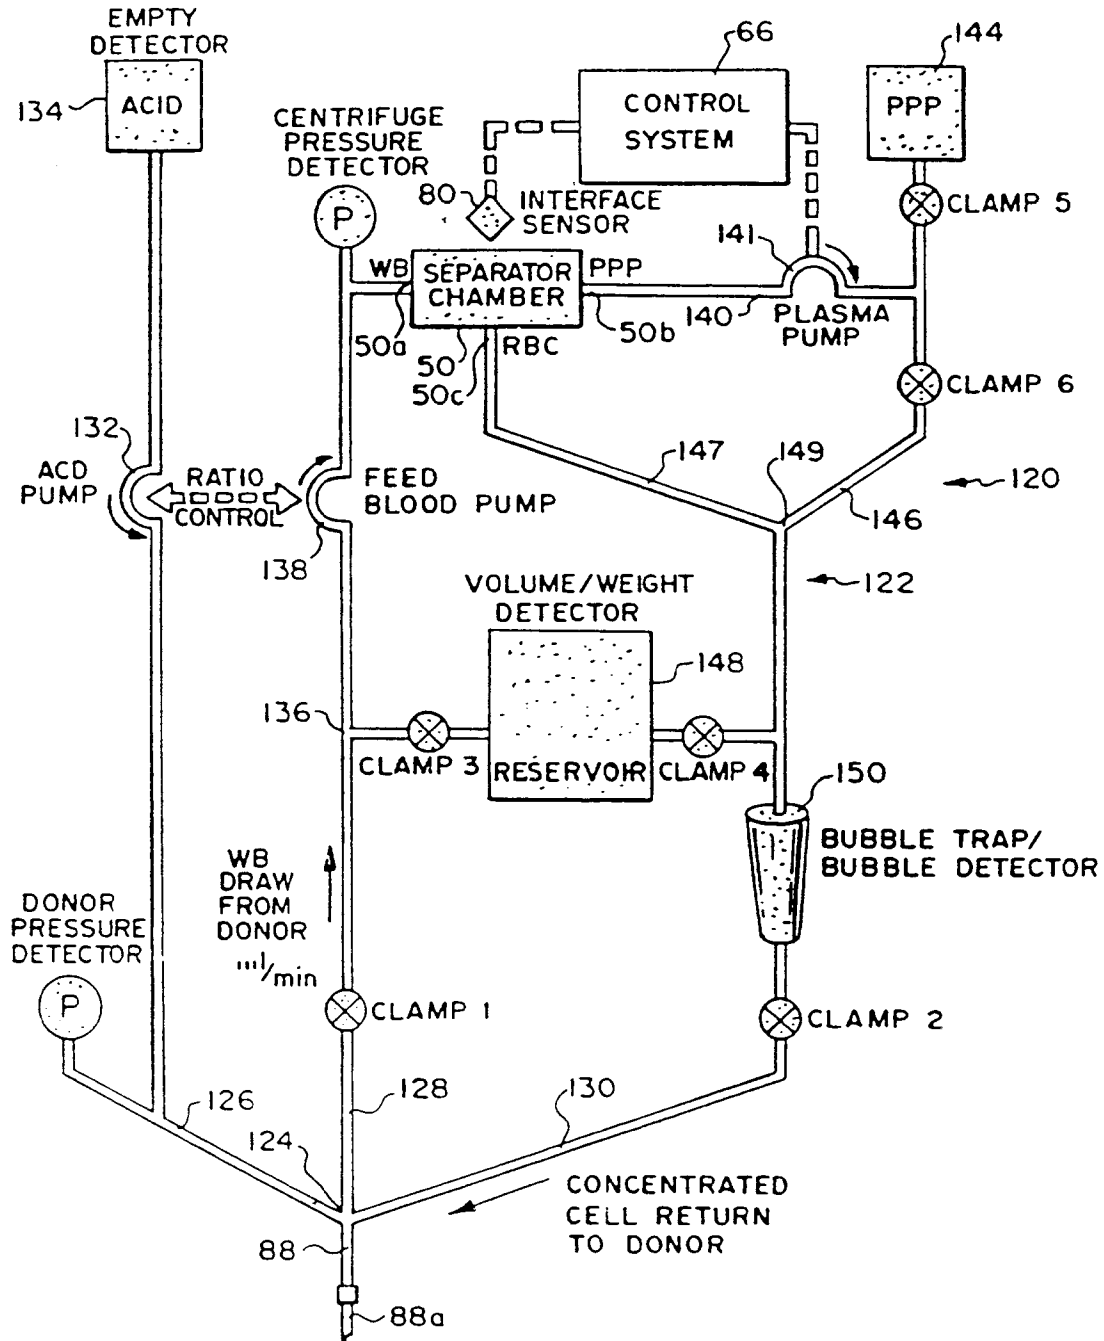 EMPTY
DETECTOR
134
ACID
66
144
CONTROL
SYSTEM
PPP
CENTRIFUGE
PRESSURE
DETECTOR
P
80
INTERFACE
SENSOR
CLAMP 5
141
WB
SEPARATOR
CHAMBER
PPP
50a
50
50c
RBC
50b
140
PLASMA
PUMP
CLAMP 6
132
ACD
PUMP
RATIO
CONTROL
FEED
BLOOD PUMP
138
147
149
146
120
122
VOLUME/WEIGHT
DETECTOR
148
136
CLAMP 3
RESERVOIR
CLAMP 4
150
BUBBLE TRAP/
BUBBLE DETECTOR
WB
DRAW
FROM
DONOR
ml/min
DONOR
PRESSURE
DETECTOR
P
CLAMP 1
CLAMP 2
126
128
130
124
CONCENTRATED
CELL RETURN
TO DONOR
88
88a